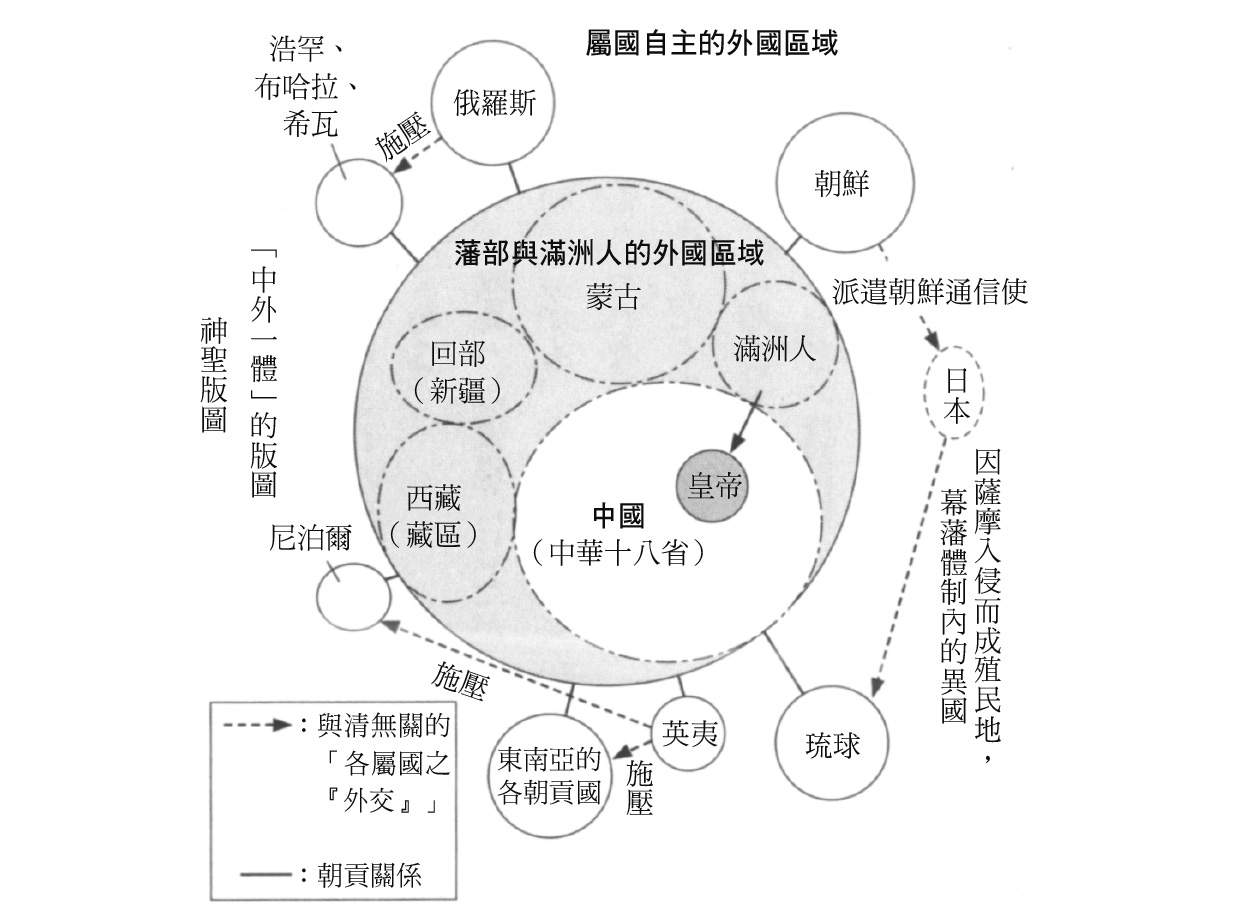 屬國自主的外國區域
浩罕、
布哈拉、
希瓦
俄羅斯
施壓
朝鮮
藩部與滿洲人的外國區域
蒙古
派遣朝鮮通信使
滿洲人
回部
（新疆）
「中外一體」的版圖
神聖版圖
日本
皇帝
西藏
（藏區）
中國
（中華十八省）
因薩摩入侵而成殖民地，
幕藩體制內的異國
尼泊爾
施壓
英夷
施壓
東南亞的
各朝貢國
琉球
：與清無關的
「各屬國之
『外交』」
：朝貢關係